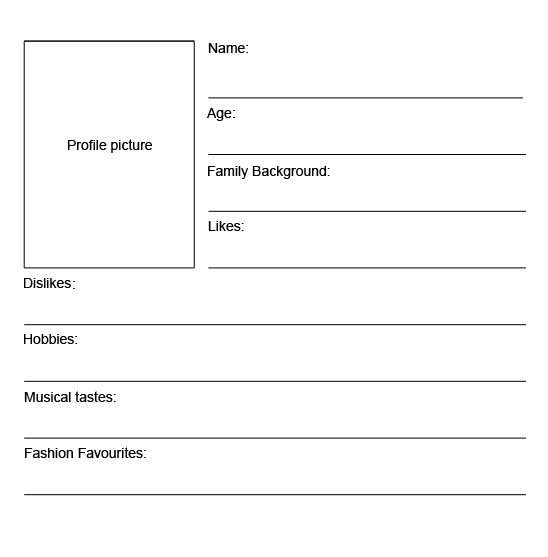 Name:
Profile picture
Age:
Family Background:
Likes:
Dislikes:
Hobbies:
Musical tastes:
Fashion Favourites: